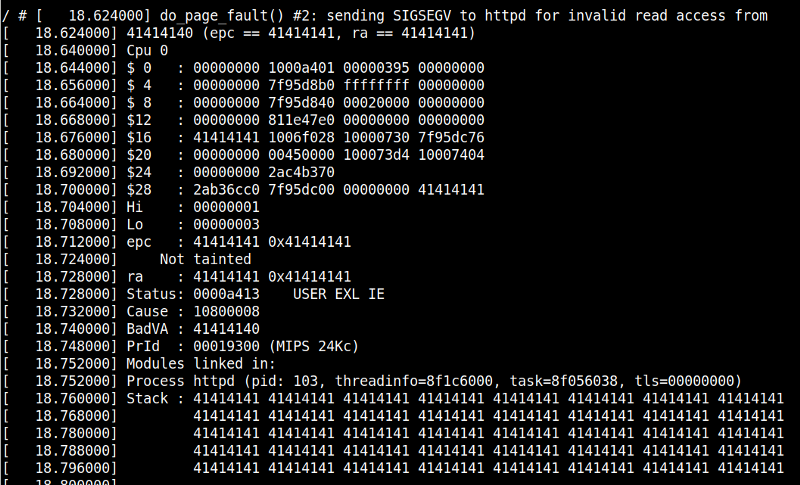 / # [   18.624000] do_page_fault() #2: sending SIGSEGV to httpd for invalid read access from
[   18.624000] 41414140 (epc == 41414141, ra == 41414141)
[   18.640000] Cpu 0
[   18.644000] $ 0   : 00000000 1000a401 00000395 00000000
[   18.656000] $ 4   : 00000000 7f95d8b0 ffffffff 00000000
[   18.664000] $ 8   : 00000000 7f95d840 00020000 00000000
[   18.668000] $12   : 00000000 811e47e0 00000000 00000000
[   18.676000] $16   : 41414141 1006f028 10000730 7f95dc76
[   18.680000] $20   : 00000000 00450000 100073d4 10007404
[   18.692000] $24   : 00000000 2ac4b370
[   18.700000] $28   : 2ab36cc0 7f95dc00 00000000 41414141
[   18.704000] Hi    : 00000001
[   18.708000] Lo    : 00000003
[   18.712000] epc   : 41414141 0x41414141
[   18.724000]     Not tainted
[   18.728000] ra    : 41414141 0x41414141
[   18.728000] Status: 0000a413    USER EXL IE
[   18.732000] Cause : 10800008
[   18.740000] BadVA : 41414140
[   18.748000] PrId  : 00019300 (MIPS 24Kc)
[   18.752000] Modules linked in:
[   18.752000] Process httpd (pid: 103, threadinfo=8f1c6000, task=8f056038, tls=00000000)
[   18.760000] Stack : 41414141 41414141 41414141 41414141 41414141 41414141 41414141 41414141
[   18.768000]         41414141 41414141 41414141 41414141 41414141 41414141 41414141 41414141
[   18.780000]         41414141 41414141 41414141 41414141 41414141 41414141 41414141 41414141
[   18.788000]         41414141 41414141 41414141 41414141 41414141 41414141 41414141 41414141
[   18.796000]         41414141 41414141 41414141 41414141 41414141 41414141 41414141 41414141
[   18.800000]